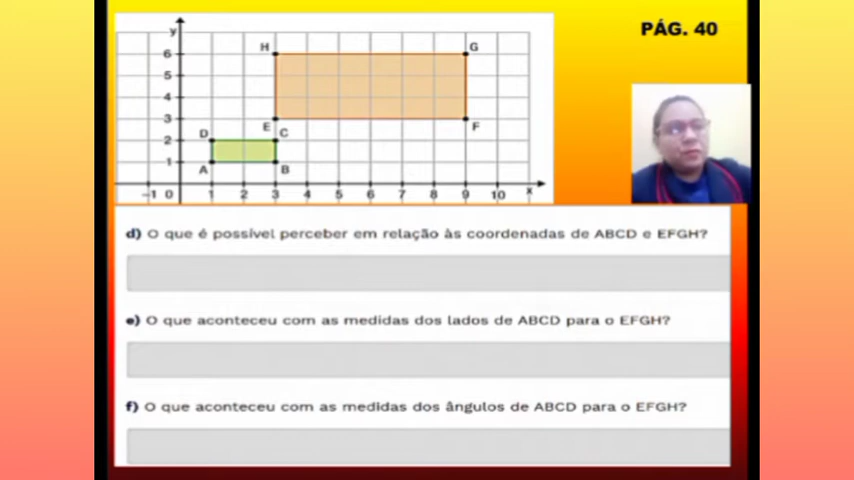 PÁG. 40
y
H G
6
5
4
3
E F
D C
2
1
A B
-1 0 1 2 3 4 5 6 7 8 9 10 x
d) O que é possível perceber em relação às coordenadas de ABCD e EFGH?
e) O que aconteceu com as medidas dos lados de ABCD para o EFGH?
f) O que aconteceu com as medidas dos ângulos de ABCD para o EFGH?